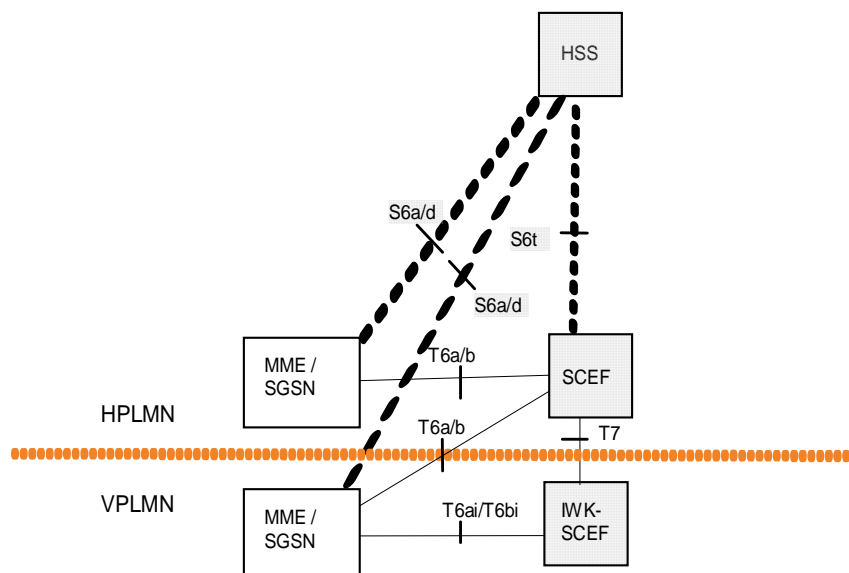 HSS
S6a/d
S6t
S6a/d
MME /
SGSN
T6a/b
SCEF
HPLMN
T6a/b
T7
VPLMN
MME /
SGSN
T6ai/T6bi
IWK-
SCEF